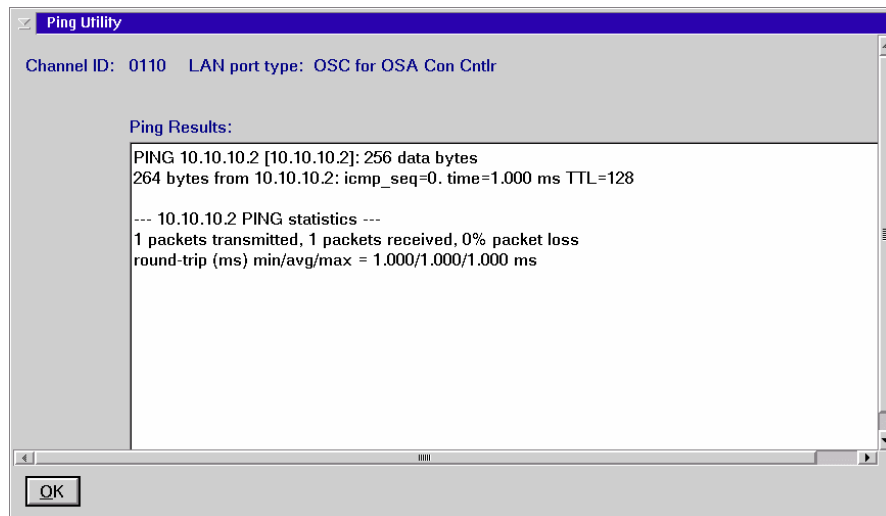 Ping Utility
Channel ID: 0110 LAN port type: OSC for OSA Con Cntlr
Ping Results:
PING 10.10.10.2 [10.10.10.2]: 256 data bytes
264 bytes from 10.10.10.2: icmp_seq=0. time=1.000 ms TTL=128
--- 10.10.10.2 PING statistics ---
1 packets transmitted, 1 packets received, 0% packet loss
round-trip (ms) min/avg/max = 1.000/1.000/1.000 ms
OK